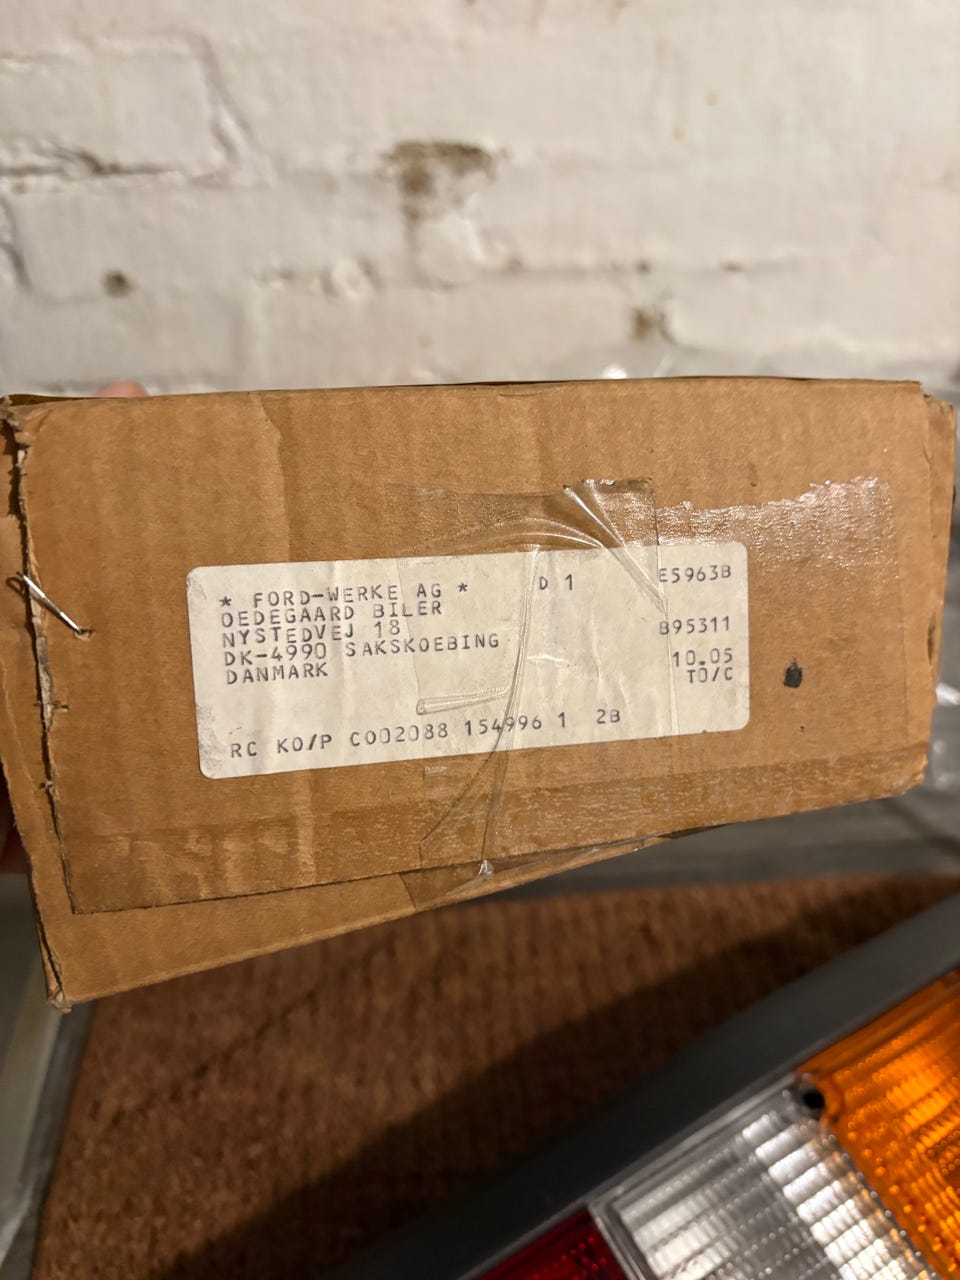 * FORD-WERKE AG * D 1 E5963B
OEDEGAARD BILER
NYSTEDVEJ 18 B95311
DK-4990 SAKSKOEBING 10.05
DANMARK TO/C
RC KO/P C002088 154996 1 2B